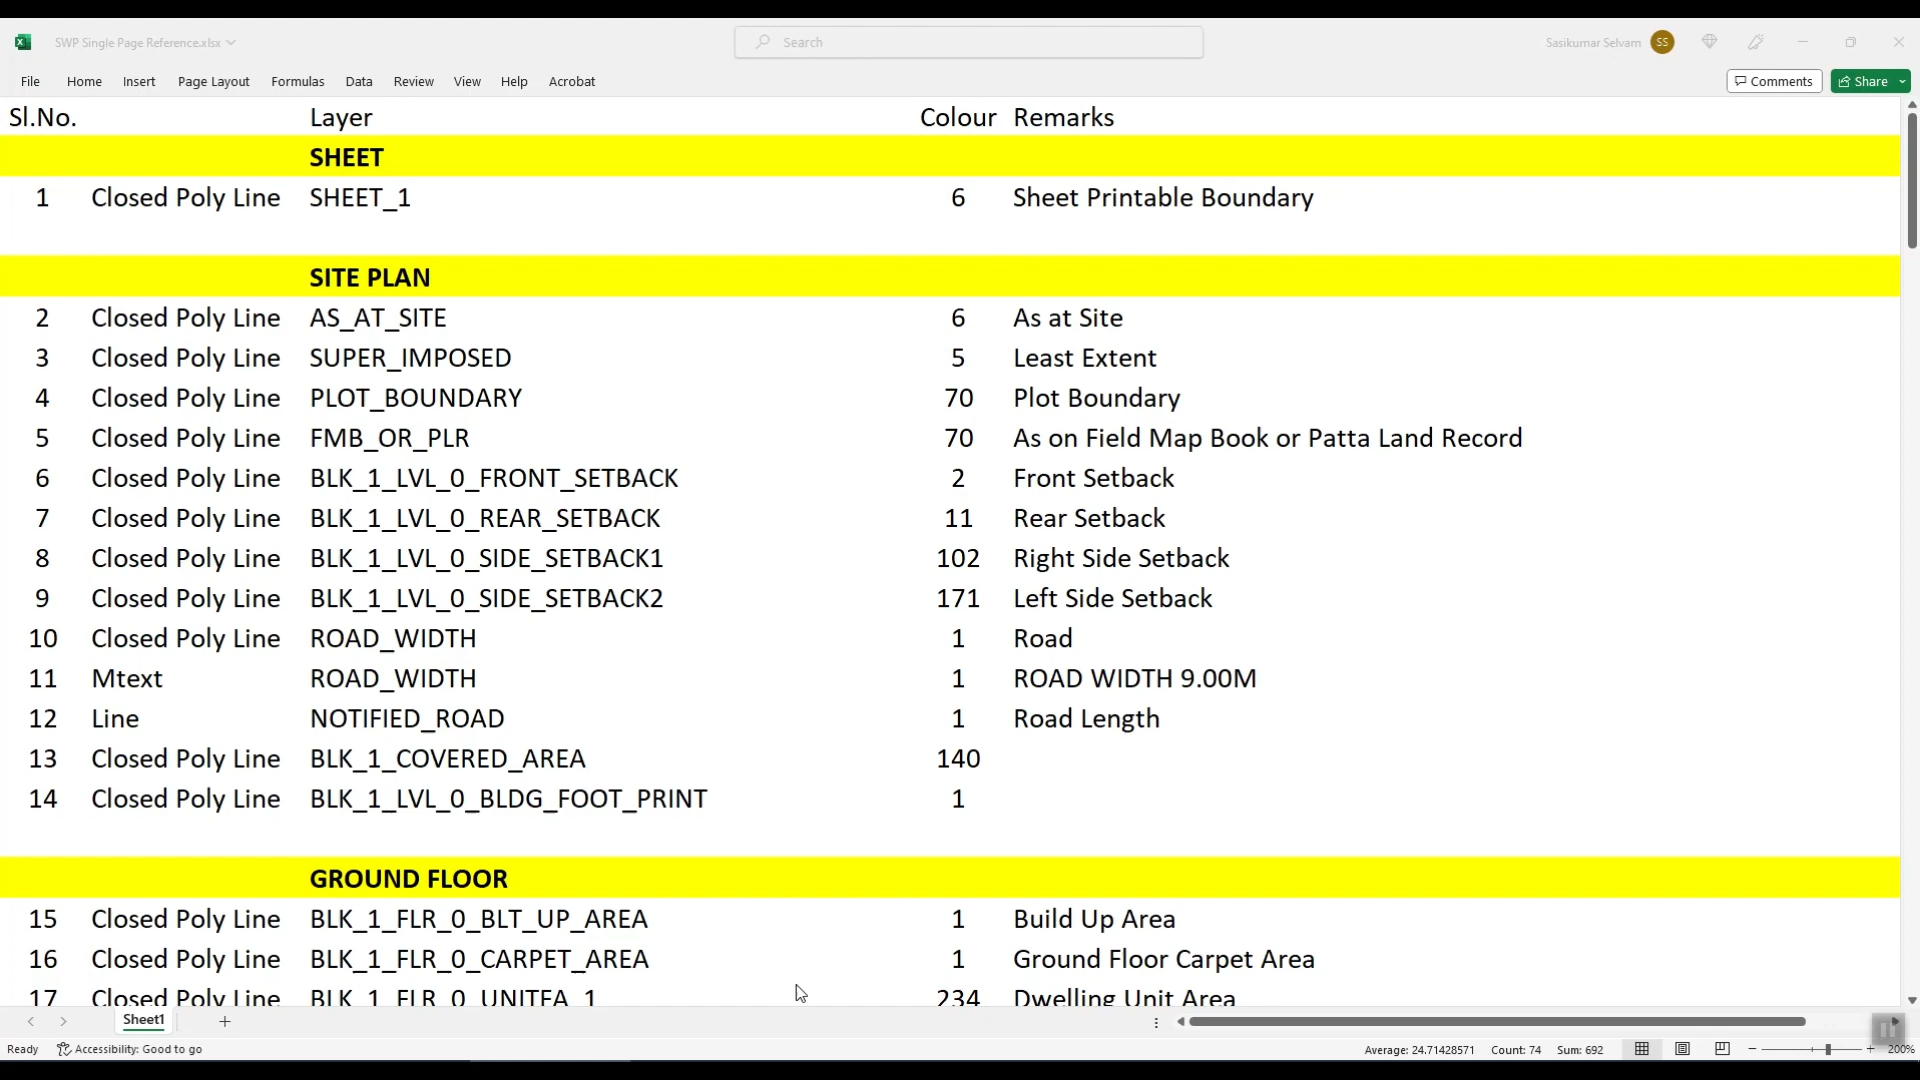 SWP Single Page Reference.xlsx
Search
Sasikumar Selvam SS
File Home Insert Page Layout Formulas Data Review View Help Acrobat Comments Share
Sl.No. Layer Colour Remarks
SHEET
1 Closed Poly Line SHEET_1 6 Sheet Printable Boundary
SITE PLAN
2 Closed Poly Line AS_AT_SITE 6 As at Site
3 Closed Poly Line SUPER_IMPOSED 5 Least Extent
4 Closed Poly Line PLOT_BOUNDARY 70 Plot Boundary
5 Closed Poly Line FMB_OR_PLR 70 As on Field Map Book or Patta Land Record
6 Closed Poly Line BLK_1_LVL_0_FRONT_SETBACK 2 Front Setback
7 Closed Poly Line BLK_1_LVL_0_REAR_SETBACK 11 Rear Setback
8 Closed Poly Line BLK_1_LVL_0_SIDE_SETBACK1 102 Right Side Setback
9 Closed Poly Line BLK_1_LVL_0_SIDE_SETBACK2 171 Left Side Setback
10 Closed Poly Line ROAD_WIDTH 1 Road
11 Mtext ROAD_WIDTH 1 ROAD WIDTH 9.00M
12 Line NOTIFIED_ROAD 1 Road Length
13 Closed Poly Line BLK_1_COVERED_AREA 140
14 Closed Poly Line BLK_1_LVL_0_BLDG_FOOT_PRINT 1
GROUND FLOOR
15 Closed Poly Line BLK_1_FLR_0_BLT_UP_AREA 1 Build Up Area
16 Closed Poly Line BLK_1_FLR_0_CARPET_AREA 1 Ground Floor Carpet Area
17 Closed Poly Line BLK_1_FLR_0_UNITFA_1 234 Dwelling Unit Area
Sheet1
Ready Accessibility: Good to go Average: 24.71428571 Count: 74 Sum: 692 200%